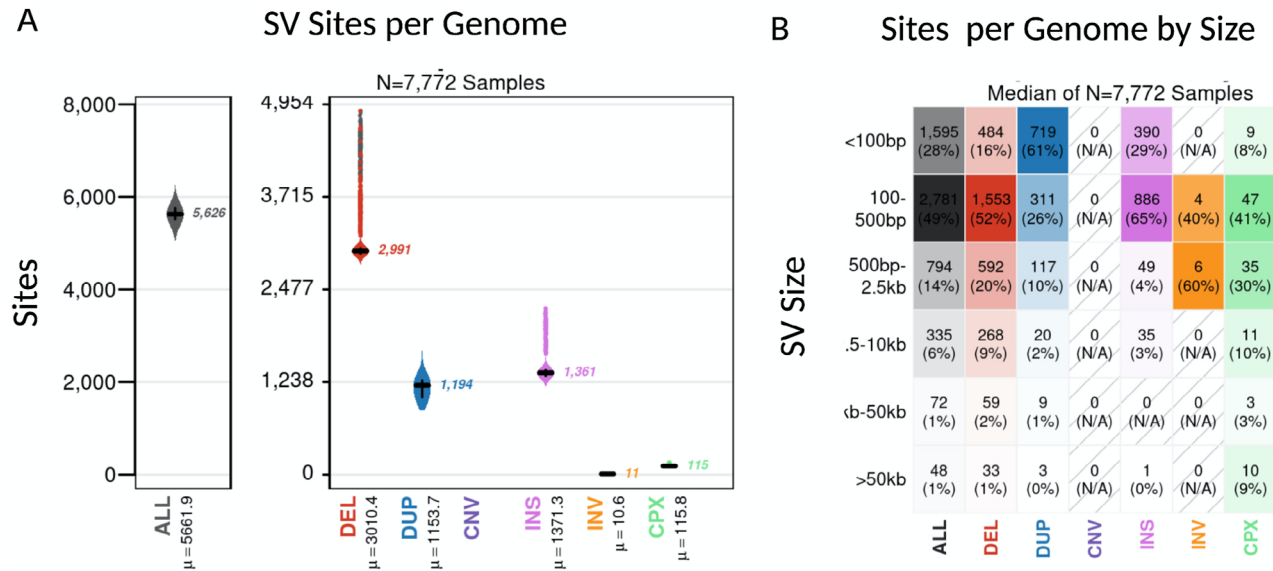 A
SV Sites per Genome
N=7,772 Samples
Sites
8,000
6,000
4,000
2,000
0
5,626
4,954
3,715
2,477
1,238
0
2,991
1,194
1,361
11
115
ALL
µ = 5661.9
DEL
µ = 3010.4
DUP
µ = 1153.7
CNV
INS
µ = 1371.3
INV
µ = 10.6
CPX
µ = 115.8
B
Sites per Genome by Size
Median of N=7,772 Samples
SV Size
<100bp
1,595 484 719 0 390 0 9
(28%) (16%) (61%) (N/A) (29%) (N/A) (8%)
100-
500bp
2,781 1,553 311 0 886 4 47
(49%) (52%) (26%) (N/A) (65%) (40%) (41%)
500bp-
2.5kb
794 592 117 0 49 6 35
(14%) (20%) (10%) (N/A) (4%) (60%) (30%)
.5-10kb
335 268 20 0 35 0 11
(6%) (9%) (2%) (N/A) (3%) (N/A) (10%)
kb-50kb
72 59 9 0 0 0 3
(1%) (2%) (1%) (N/A) (N/A) (N/A) (3%)
>50kb
48 33 3 0 1 0 10
(1%) (1%) (0%) (N/A) (0%) (N/A) (9%)
ALL
DEL
DUP
CNV
INS
INV
CPX